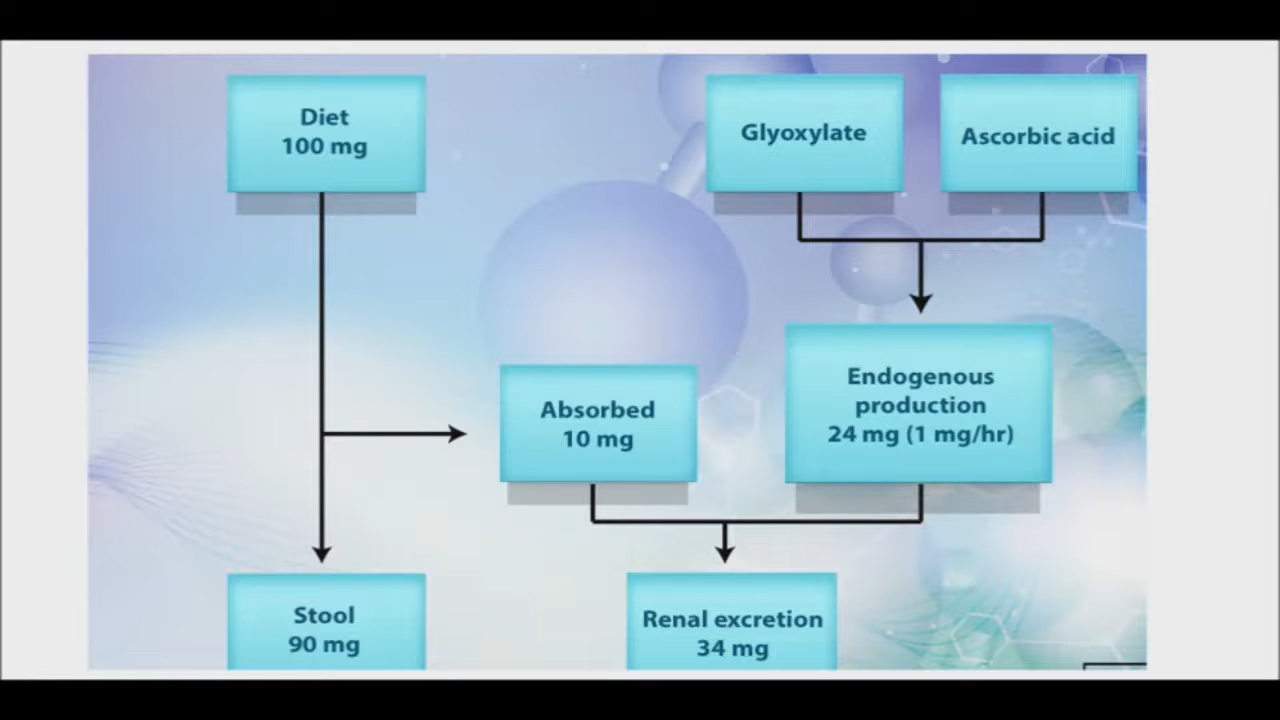 Diet
100 mg
Glyoxylate
Ascorbic acid
Absorbed
10 mg
Endogenous
production
24 mg (1 mg/hr)
Stool
90 mg
Renal excretion
34 mg